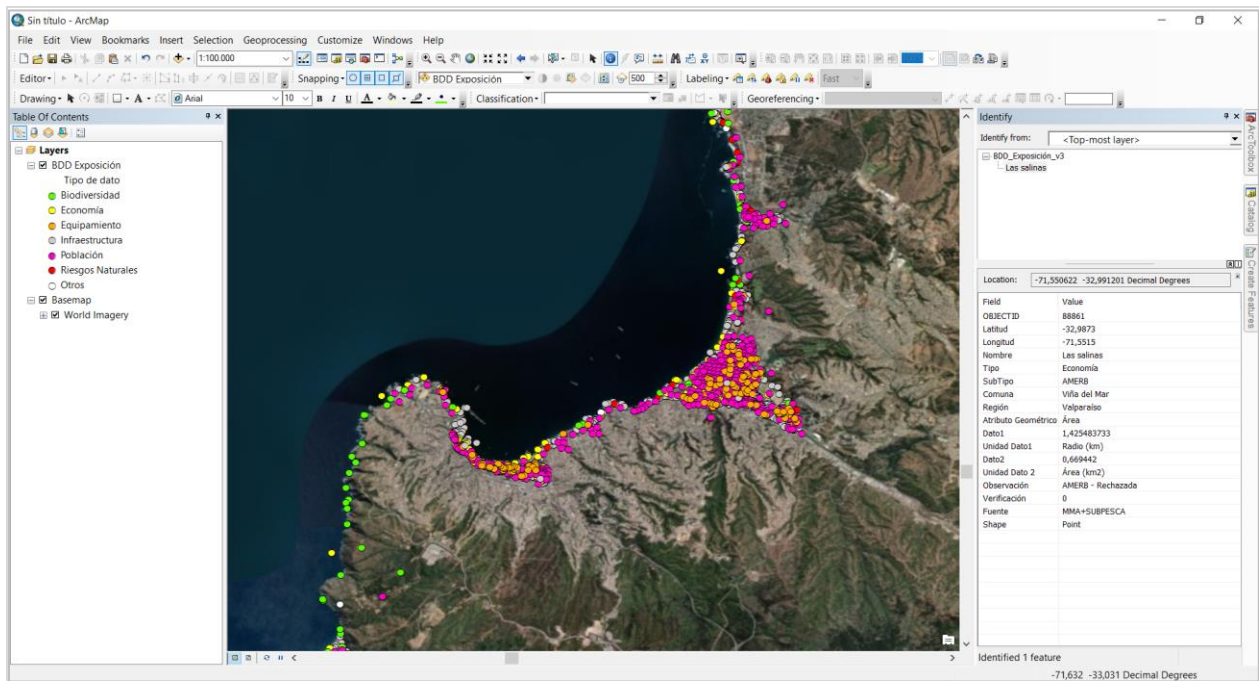 Sin título - ArcMap
File Edit View Bookmarks Insert Selection Geoprocessing Customize Windows Help
1:100.000
Editor Snapping BDD Exposición 500 Labeling Fast
Drawing A Arial 10 B I U A Classification Georeferencing
Table Of Contents
Layers
BDD Exposición
Tipo de dato
Biodiversidad
Economía
Equipamiento
Infraestructura
Población
Riesgos Naturales
Otros
Basemap
World Imagery
Identify
Identify from: <Top-most layer>
BDD_Exposición_v3
Las salinas
Location: -71,550622 -32,991201 Decimal Degrees
Field Value
OBJECTID 88861
Latitud -32,9873
Longitud -71,5515
Nombre Las salinas
Tipo Economía
SubTipo AMERB
Comuna Viña del Mar
Región Valparaíso
Atributo Geométrico Área
Dato1 1,425483733
Unidad Dato1 Radio (km)
Dato2 0,669442
Unidad Dato 2 Área (km2)
Observación AMERB - Rechazada
Verificación 0
Fuente MMA+SUBPESCA
Shape Point
Identified 1 feature
-71,632 -33,031 Decimal Degrees
ArcToolbox
Catalog
Create Features